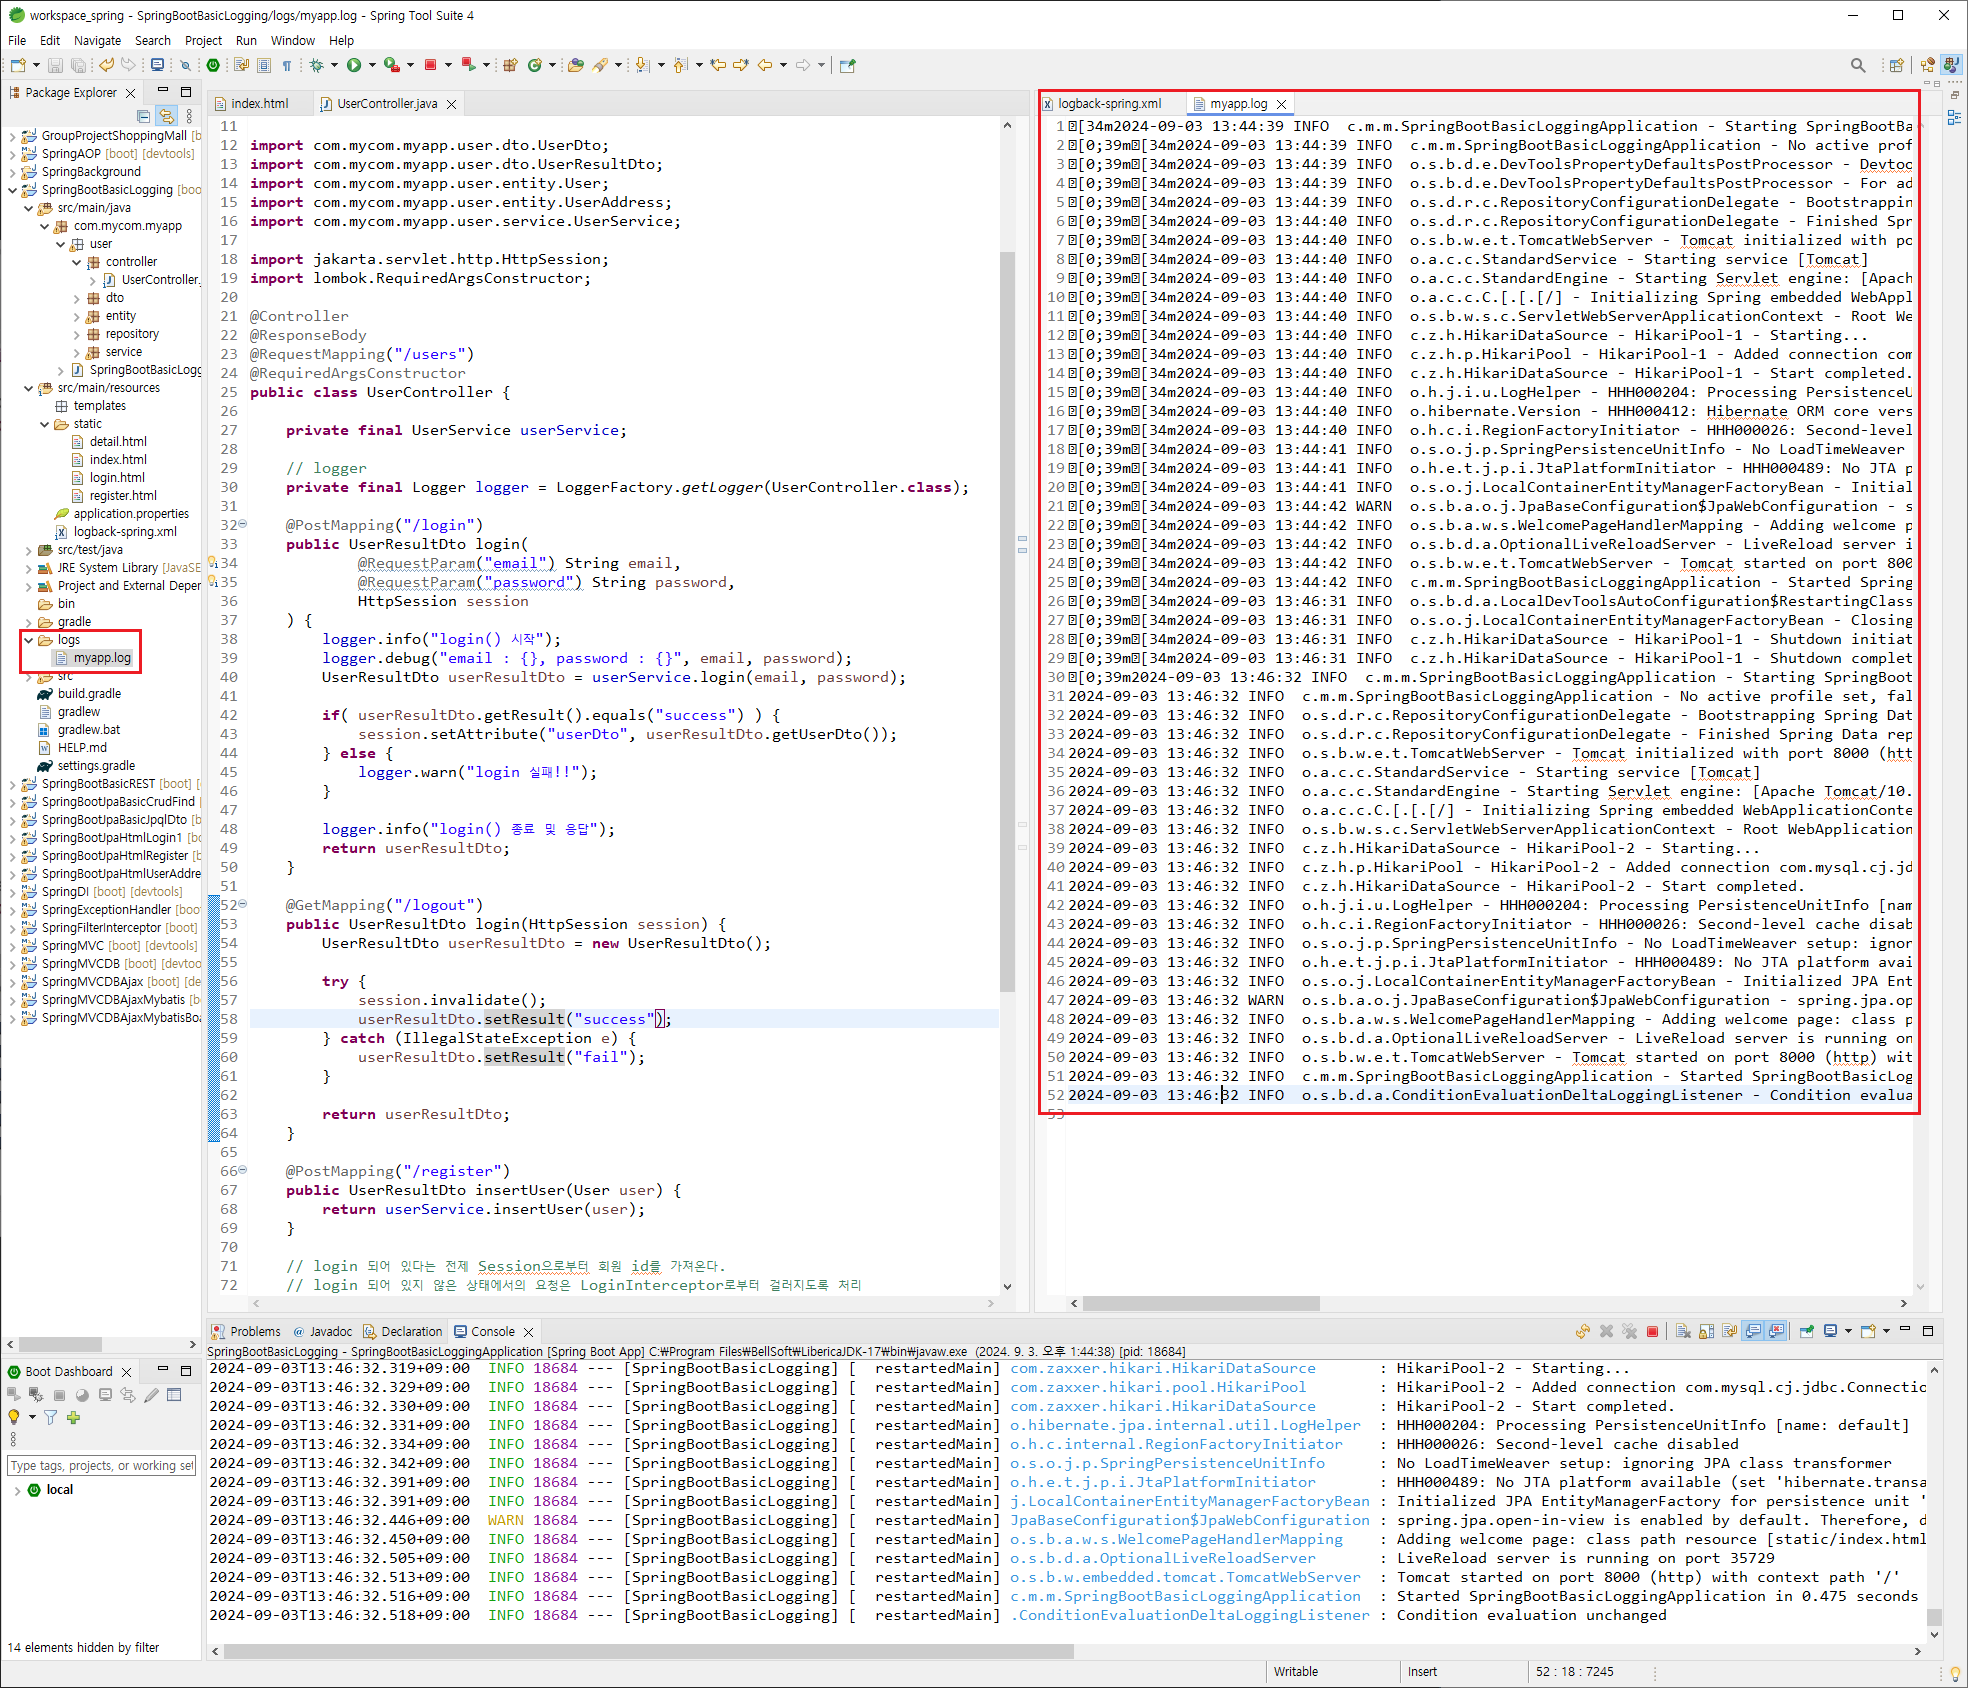 workspace_spring - SpringBootBasicLogging/logs/myapp.log - Spring Tool Suite 4
File Edit Navigate Search Project Run Window Help
Package Explorer
GroupProjectShoppingMall [b
SpringAOP [boot] [devtools]
SpringBackground
SpringBootBasicLogging [boo
src/main/java
com.mycom.myapp
user
controller
UserController.
dto
entity
repository
service
SpringBootBasicLogg
src/main/resources
templates
static
detail.html
index.html
login.html
register.html
application.properties
logback-spring.xml
src/test/java
JRE System Library [JavaSE
Project and External Deper
bin
gradle
logs
myapp.log
src
build.gradle
gradlew
gradlew.bat
HELP.md
settings.gradle
SpringBootBasicREST [boot] [
SpringBootJpaBasicCrudFind
SpringBootJpaBasicJpqlDto [b
SpringBootJpaHtmlLogin1 [bo
SpringBootJpaHtmlRegister [b
SpringBootJpaHtmlUserAddre
SpringDI [boot] [devtools]
SpringExceptionHandler [boot
SpringFilterInterceptor [boot]
SpringMVC [boot] [devtools]
SpringMVCDB [boot] [devtoo
SpringMVCDBAjax [boot] [de
SpringMVCDBAjaxMybatis [b
SpringMVCDBAjaxMybatisBoa
index.html UserController.java
11
12 import com.mycom.myapp.user.dto.UserDto;
13 import com.mycom.myapp.user.dto.UserResultDto;
14 import com.mycom.myapp.user.entity.User;
15 import com.mycom.myapp.user.entity.UserAddress;
16 import com.mycom.myapp.user.service.UserService;
17
18 import jakarta.servlet.http.HttpSession;
19 import lombok.RequiredArgsConstructor;
20
21 @Controller
22 @ResponseBody
23 @RequestMapping("/users")
24 @RequiredArgsConstructor
25 public class UserController {
26
27 private final UserService userService;
28
29 // logger
30 private final Logger logger = LoggerFactory.getLogger(UserController.class);
31
32 @PostMapping("/login")
33 public UserResultDto login(
34 @RequestParam("email") String email,
35 @RequestParam("password") String password,
36 HttpSession session
37 ) {
38 logger.info("login() 시작");
39 logger.debug("email : {}, password : {}", email, password);
40 UserResultDto userResultDto = userService.login(email, password);
41
42 if( userResultDto.getResult().equals("success") ) {
43 session.setAttribute("userDto", userResultDto.getUserDto());
44 } else {
45 logger.warn("login 실패!!");
46 }
47
48 logger.info("login() 종료 및 응답");
49 return userResultDto;
50 }
51
52 @GetMapping("/logout")
53 public UserResultDto login(HttpSession session) {
54 UserResultDto userResultDto = new UserResultDto();
55
56 try {
57 session.invalidate();
58 userResultDto.setResult("success");
59 } catch (IllegalStateException e) {
60 userResultDto.setResult("fail");
61 }
62
63 return userResultDto;
64 }
65
66 @PostMapping("/register")
67 public UserResultDto insertUser(User user) {
68 return userService.insertUser(user);
69 }
70
71 // login 되어 있다는 전제 Session으로부터 회원 id를 가져온다.
72 // login 되어 있지 않은 상태에서의 요청은 LoginInterceptor로부터 걸러지도록 처리
logback-spring.xml myapp.log
1 [34m2024-09-03 13:44:39 INFO c.m.m.SpringBootBasicLoggingApplication - Starting SpringBootBa
2 [0;39m[34m2024-09-03 13:44:39 INFO c.m.m.SpringBootBasicLoggingApplication - No active prof
3 [0;39m[34m2024-09-03 13:44:39 INFO o.s.b.d.e.DevToolsPropertyDefaultsPostProcessor - Devtoo
4 [0;39m[34m2024-09-03 13:44:39 INFO o.s.b.d.e.DevToolsPropertyDefaultsPostProcessor - For ad
5 [0;39m[34m2024-09-03 13:44:39 INFO o.s.d.r.c.RepositoryConfigurationDelegate - Bootstrappin
6 [0;39m[34m2024-09-03 13:44:40 INFO o.s.d.r.c.RepositoryConfigurationDelegate - Finished Spr
7 [0;39m[34m2024-09-03 13:44:40 INFO o.s.b.w.e.t.TomcatWebServer - Tomcat initialized with po
8 [0;39m[34m2024-09-03 13:44:40 INFO o.a.c.c.StandardService - Starting service [Tomcat]
9 [0;39m[34m2024-09-03 13:44:40 INFO o.a.c.c.StandardEngine - Starting Servlet engine: [Apach
10 [0;39m[34m2024-09-03 13:44:40 INFO o.a.c.c.C.[.[.[/] - Initializing Spring embedded WebAppl
11 [0;39m[34m2024-09-03 13:44:40 INFO o.s.b.w.s.c.ServletWebServerApplicationContext - Root We
12 [0;39m[34m2024-09-03 13:44:40 INFO c.z.h.HikariDataSource - HikariPool-1 - Starting...
13 [0;39m[34m2024-09-03 13:44:40 INFO c.z.h.p.HikariPool - HikariPool-1 - Added connection com
14 [0;39m[34m2024-09-03 13:44:40 INFO c.z.h.HikariDataSource - HikariPool-1 - Start completed.
15 [0;39m[34m2024-09-03 13:44:40 INFO o.h.j.i.u.LogHelper - HHH000204: Processing PersistenceU
16 [0;39m[34m2024-09-03 13:44:40 INFO o.hibernate.Version - HHH000412: Hibernate ORM core vers
17 [0;39m[34m2024-09-03 13:44:40 INFO o.h.c.i.RegionFactoryInitiator - HHH000026: Second-level
18 [0;39m[34m2024-09-03 13:44:41 INFO o.s.o.j.p.SpringPersistenceUnitInfo - No LoadTimeWeaver
19 [0;39m[34m2024-09-03 13:44:41 INFO o.h.e.t.j.p.i.JtaPlatformInitiator - HHH000489: No JTA p
20 [0;39m[34m2024-09-03 13:44:41 INFO o.s.o.j.LocalContainerEntityManagerFactoryBean - Initial
21 [0;39m[34m2024-09-03 13:44:42 WARN o.s.b.a.o.j.JpaBaseConfiguration$JpaWebConfiguration - s
22 [0;39m[34m2024-09-03 13:44:42 INFO o.s.b.a.w.s.WelcomePageHandlerMapping - Adding welcome p
23 [0;39m[34m2024-09-03 13:44:42 INFO o.s.b.d.a.OptionalLiveReloadServer - LiveReload server i
24 [0;39m[34m2024-09-03 13:44:42 INFO o.s.b.w.e.t.TomcatWebServer - Tomcat started on port 800
25 [0;39m[34m2024-09-03 13:44:42 INFO c.m.m.SpringBootBasicLoggingApplication - Started Spring
26 [0;39m[34m2024-09-03 13:46:31 INFO o.s.b.d.a.LocalDevToolsAutoConfiguration$RestartingClass
27 [0;39m[34m2024-09-03 13:46:31 INFO o.s.o.j.LocalContainerEntityManagerFactoryBean - Closing
28 [0;39m[34m2024-09-03 13:46:31 INFO c.z.h.HikariDataSource - HikariPool-1 - Shutdown initiat
29 [0;39m[34m2024-09-03 13:46:31 INFO c.z.h.HikariDataSource - HikariPool-1 - Shutdown complet
30 [0;39m2024-09-03 13:46:32 INFO c.m.m.SpringBootBasicLoggingApplication - Starting SpringBoot
31 2024-09-03 13:46:32 INFO c.m.m.SpringBootBasicLoggingApplication - No active profile set, fal
32 2024-09-03 13:46:32 INFO o.s.d.r.c.RepositoryConfigurationDelegate - Bootstrapping Spring Dat
33 2024-09-03 13:46:32 INFO o.s.d.r.c.RepositoryConfigurationDelegate - Finished Spring Data rep
34 2024-09-03 13:46:32 INFO o.s.b.w.e.t.TomcatWebServer - Tomcat initialized with port 8000 (htt
35 2024-09-03 13:46:32 INFO o.a.c.c.StandardService - Starting service [Tomcat]
36 2024-09-03 13:46:32 INFO o.a.c.c.StandardEngine - Starting Servlet engine: [Apache Tomcat/10.
37 2024-09-03 13:46:32 INFO o.a.c.c.C.[.[.[/] - Initializing Spring embedded WebApplicationConte
38 2024-09-03 13:46:32 INFO o.s.b.w.s.c.ServletWebServerApplicationContext - Root WebApplication
39 2024-09-03 13:46:32 INFO c.z.h.HikariDataSource - HikariPool-2 - Starting...
40 2024-09-03 13:46:32 INFO c.z.h.p.HikariPool - HikariPool-2 - Added connection com.mysql.cj.jd
41 2024-09-03 13:46:32 INFO c.z.h.HikariDataSource - HikariPool-2 - Start completed.
42 2024-09-03 13:46:32 INFO o.h.j.i.u.LogHelper - HHH000204: Processing PersistenceUnitInfo [nam
43 2024-09-03 13:46:32 INFO o.h.c.i.RegionFactoryInitiator - HHH000026: Second-level cache disab
44 2024-09-03 13:46:32 INFO o.s.o.j.p.SpringPersistenceUnitInfo - No LoadTimeWeaver setup: ignor
45 2024-09-03 13:46:32 INFO o.h.e.t.j.p.i.JtaPlatformInitiator - HHH000489: No JTA platform avai
46 2024-09-03 13:46:32 INFO o.s.o.j.LocalContainerEntityManagerFactoryBean - Initialized JPA Ent
47 2024-09-03 13:46:32 WARN o.s.b.a.o.j.JpaBaseConfiguration$JpaWebConfiguration - spring.jpa.op
48 2024-09-03 13:46:32 INFO o.s.b.a.w.s.WelcomePageHandlerMapping - Adding welcome page: class p
49 2024-09-03 13:46:32 INFO o.s.b.d.a.OptionalLiveReloadServer - LiveReload server is running on
50 2024-09-03 13:46:32 INFO o.s.b.w.e.t.TomcatWebServer - Tomcat started on port 8000 (http) wit
51 2024-09-03 13:46:32 INFO c.m.m.SpringBootBasicLoggingApplication - Started SpringBootBasicLog
52 2024-09-03 13:46:32 INFO o.s.b.d.a.ConditionEvaluationDeltaLoggingListener - Condition evalua
53
Boot Dashboard
Type tags, projects, or working set
local
14 elements hidden by filter
Problems Javadoc Declaration Console
SpringBootBasicLogging - SpringBootBasicLoggingApplication [Spring Boot App] C:₩Program Files₩BellSoft₩LibericaJDK-17₩bin₩javaw.exe (2024. 9. 3. 오후 1:44:38) [pid: 18684]
2024-09-03T13:46:32.319+09:00 INFO 18684 --- [SpringBootBasicLogging] [ restartedMain] com.zaxxer.hikari.HikariDataSource : HikariPool-2 - Starting...
2024-09-03T13:46:32.329+09:00 INFO 18684 --- [SpringBootBasicLogging] [ restartedMain] com.zaxxer.hikari.pool.HikariPool : HikariPool-2 - Added connection com.mysql.cj.jdbc.Connectio
2024-09-03T13:46:32.330+09:00 INFO 18684 --- [SpringBootBasicLogging] [ restartedMain] com.zaxxer.hikari.HikariDataSource : HikariPool-2 - Start completed.
2024-09-03T13:46:32.331+09:00 INFO 18684 --- [SpringBootBasicLogging] [ restartedMain] o.hibernate.jpa.internal.util.LogHelper : HHH000204: Processing PersistenceUnitInfo [name: default]
2024-09-03T13:46:32.334+09:00 INFO 18684 --- [SpringBootBasicLogging] [ restartedMain] o.h.c.internal.RegionFactoryInitiator : HHH000026: Second-level cache disabled
2024-09-03T13:46:32.342+09:00 INFO 18684 --- [SpringBootBasicLogging] [ restartedMain] o.s.o.j.p.SpringPersistenceUnitInfo : No LoadTimeWeaver setup: ignoring JPA class transformer
2024-09-03T13:46:32.391+09:00 INFO 18684 --- [SpringBootBasicLogging] [ restartedMain] o.h.e.t.j.p.i.JtaPlatformInitiator : HHH000489: No JTA platform available (set 'hibernate.transa
2024-09-03T13:46:32.391+09:00 INFO 18684 --- [SpringBootBasicLogging] [ restartedMain] j.LocalContainerEntityManagerFactoryBean : Initialized JPA EntityManagerFactory for persistence unit '
2024-09-03T13:46:32.446+09:00 WARN 18684 --- [SpringBootBasicLogging] [ restartedMain] JpaBaseConfiguration$JpaWebConfiguration : spring.jpa.open-in-view is enabled by default. Therefore, d
2024-09-03T13:46:32.450+09:00 INFO 18684 --- [SpringBootBasicLogging] [ restartedMain] o.s.b.a.w.s.WelcomePageHandlerMapping : Adding welcome page: class path resource [static/index.html
2024-09-03T13:46:32.505+09:00 INFO 18684 --- [SpringBootBasicLogging] [ restartedMain] o.s.b.d.a.OptionalLiveReloadServer : LiveReload server is running on port 35729
2024-09-03T13:46:32.513+09:00 INFO 18684 --- [SpringBootBasicLogging] [ restartedMain] o.s.b.w.embedded.tomcat.TomcatWebServer : Tomcat started on port 8000 (http) with context path '/'
2024-09-03T13:46:32.516+09:00 INFO 18684 --- [SpringBootBasicLogging] [ restartedMain] c.m.m.SpringBootBasicLoggingApplication : Started SpringBootBasicLoggingApplication in 0.475 seconds
2024-09-03T13:46:32.518+09:00 INFO 18684 --- [SpringBootBasicLogging] [ restartedMain] .ConditionEvaluationDeltaLoggingListener : Condition evaluation unchanged
Writable Insert 52 : 18 : 7245